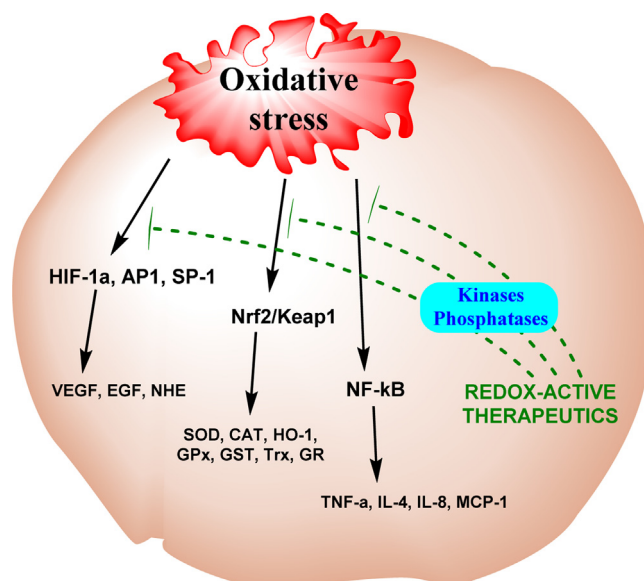 Oxidative
stress
HIF-1a, AP1, SP-1
Nrf2/Keap1
Kinases
Phosphatases
VEGF, EGF, NHE
NF-kB
REDOX-ACTIVE
THERAPEUTICS
SOD, CAT, HO-1,
GPx, GST, Trx, GR
TNF-a, IL-4, IL-8, MCP-1